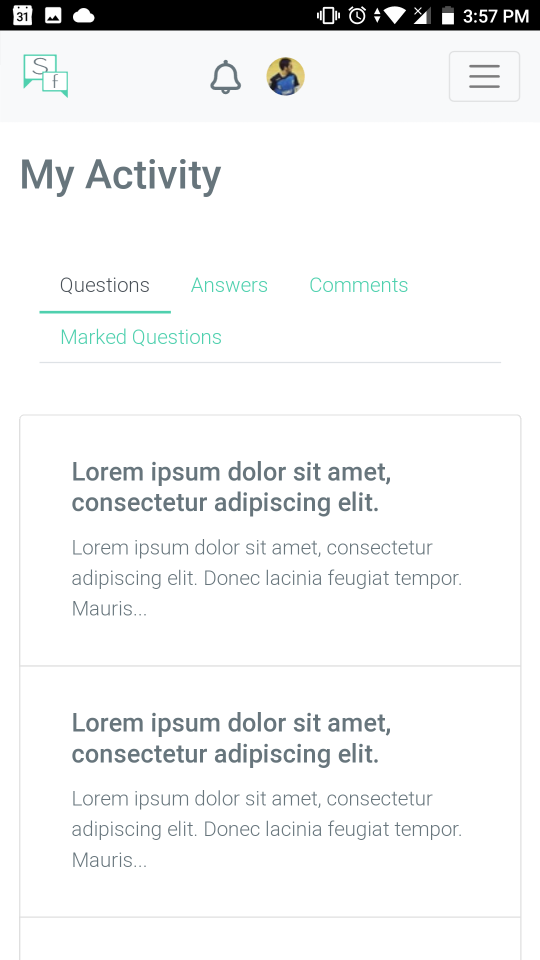 31
3:57 PM
S
f
My Activity
Questions
Answers
Comments
Marked Questions
Lorem ipsum dolor sit amet,
consectetur adipiscing elit.
Lorem ipsum dolor sit amet, consectetur
adipiscing elit. Donec lacinia feugiat tempor.
Mauris...
Lorem ipsum dolor sit amet,
consectetur adipiscing elit.
Lorem ipsum dolor sit amet, consectetur
adipiscing elit. Donec lacinia feugiat tempor.
Mauris...